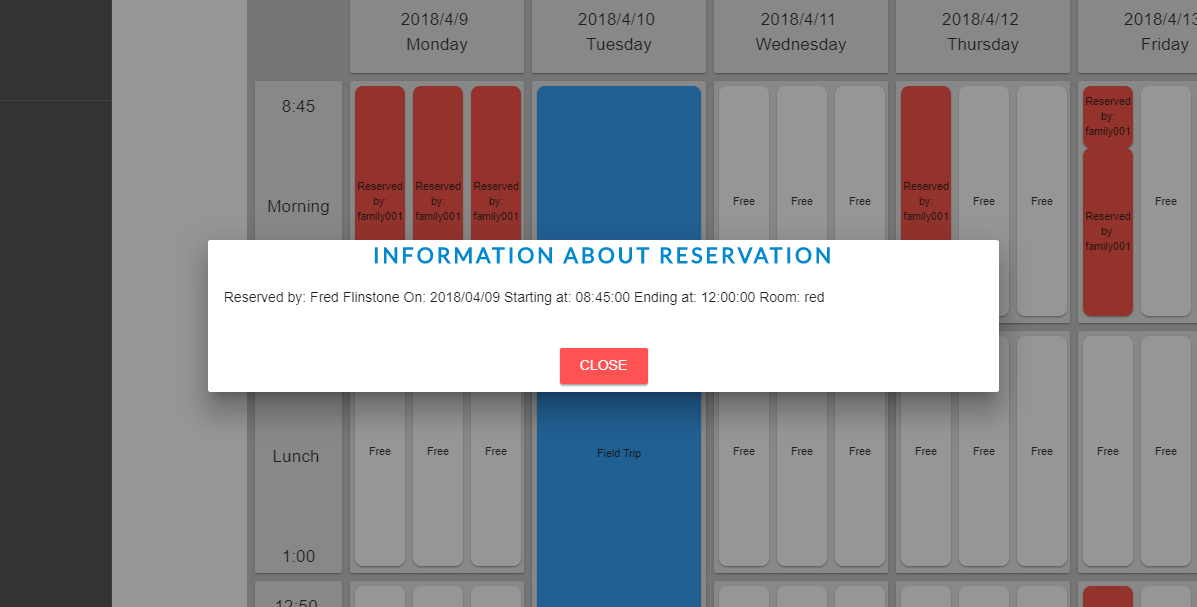 2018/4/9
Monday
2018/4/10
Tuesday
2018/4/11
Wednesday
2018/4/12
Thursday
2018/4/13
Friday
8:45
Morning
Reserved
by:
family001
Reserved
by:
family001
Reserved
by:
family001
Free
Free
Free
Reserved
by:
family001
Free
Free
Reserved
by:
family001
Reserved
by:
family001
Free
INFORMATION ABOUT RESERVATION
Reserved by: Fred Flinstone On: 2018/04/09 Starting at: 08:45:00 Ending at: 12:00:00 Room: red
CLOSE
Lunch
Free
Free
Free
Field Trip
Free
Free
Free
Free
Free
Free
Free
Free
1:00
12:50